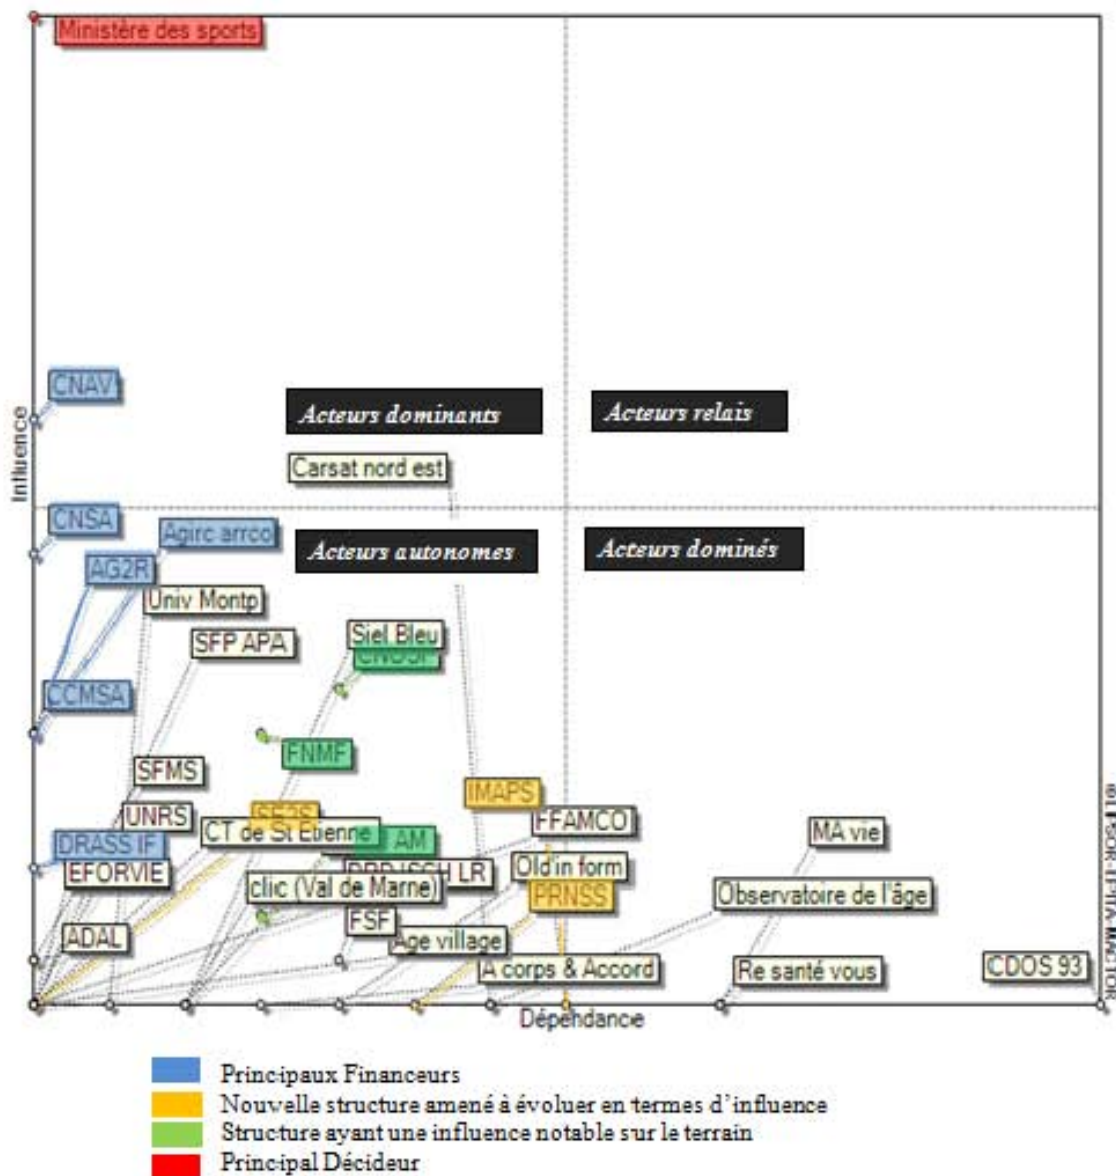 Ministère des sports
CNAV
Influence
Acteurs dominants
Acteurs relais
Carsat nord est
CNSA
Agirc arrco
Acteurs autonomes
Acteurs dominés
AG2R
Univ Montp
SFP APA
Siel Bleu
CNOSF
CCMSA
FNMF
SFMS
IMAPS
UNRS
CT de St Etienne
FFAMCO
MA vie
DRASS IF
AM
EFORVIE
LR
Old'in form
clic (Val de Marne)
PRNSS
Observatoire de l'âge
FSF
ADAL
Age village
A corps & Accord
Re santé vous
CDOS 93
Dépendance
Principaux Financeurs
Nouvelle structure amené à évoluer en termes d'influence
Structure ayant une influence notable sur le terrain
Principal Décideur